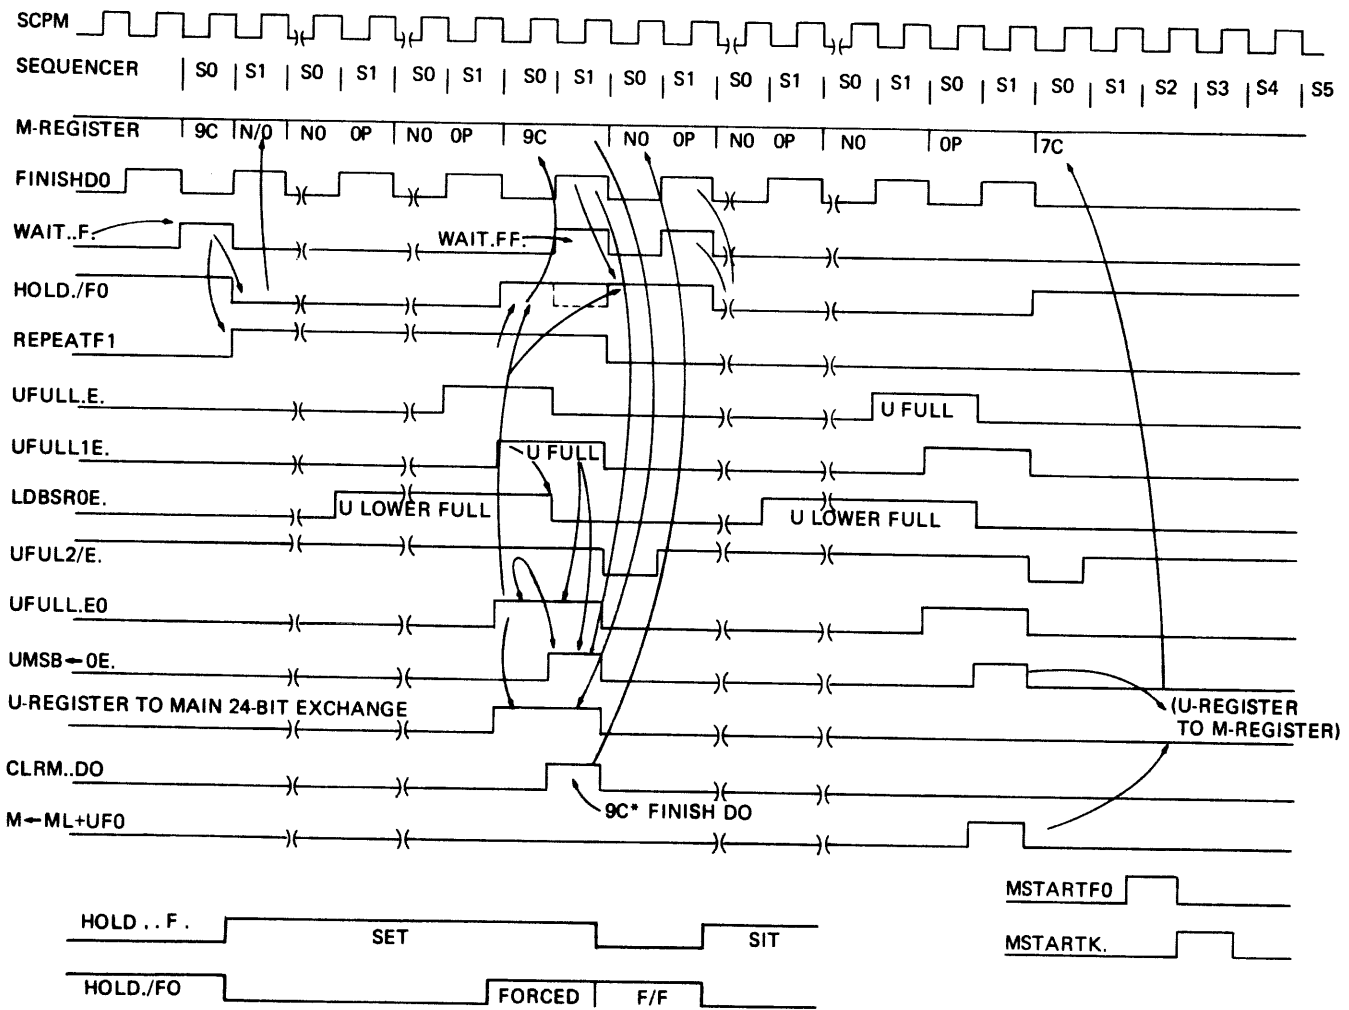 SCPM
SEQUENCER | S0 | S1 | S0 | S1 | S0 | S1 | S0 | S1 | S0 | S1 | S0 | S1 | S0 | S1 | S0 | S1 | S0 | S1 | S2 | S3 | S4 | S5
M-REGISTER 9C N/O NO OP NO OP 9C NO OP NO OP NO OP 7C
FINISHD0
WAIT..F. WAIT.FF.
HOLD./F0
REPEATF1
UFULL.E. U FULL
UFULL1E. U FULL
LDBSR0E. U LOWER FULL U LOWER FULL
UFUL2/E.
UFULL.E0
UMSB←0E.
U-REGISTER TO MAIN 24-BIT EXCHANGE
(U-REGISTER
TO M-REGISTER)
CLRM..DO
9C* FINISH DO
M←ML+UF0
MSTARTF0
HOLD..F. SET SIT
MSTARTK.
HOLD./FO FORCED F/F